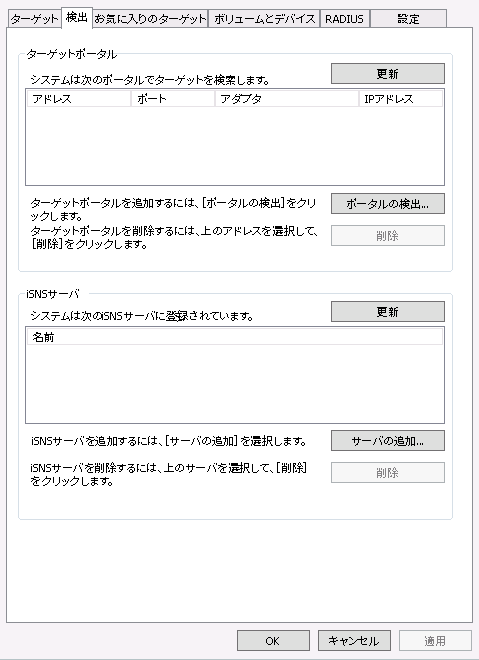 ターゲット 検出 お気に入りのターゲット ボリュームとデバイス RADIUS 設定
ターゲットポータル
システムは次のポータルでターゲットを検索します。 更新
アドレス ポート アダプタ IPアドレス
ターゲットポータルを追加するには、[ポータルの検出]をクリ
ックします。
ポータルの検出...
ターゲットポータルを削除するには、上のアドレスを選択して、
[削除]をクリックします。
削除
iSNSサーバ
システムは次のiSNSサーバに登録されています。 更新
名前
iSNSサーバを追加するには、[サーバの追加]を選択します。 サーバの追加...
iSNSサーバを削除するには、上のサーバを選択して、[削除]
をクリックします。
削除
OK キャンセル 適用